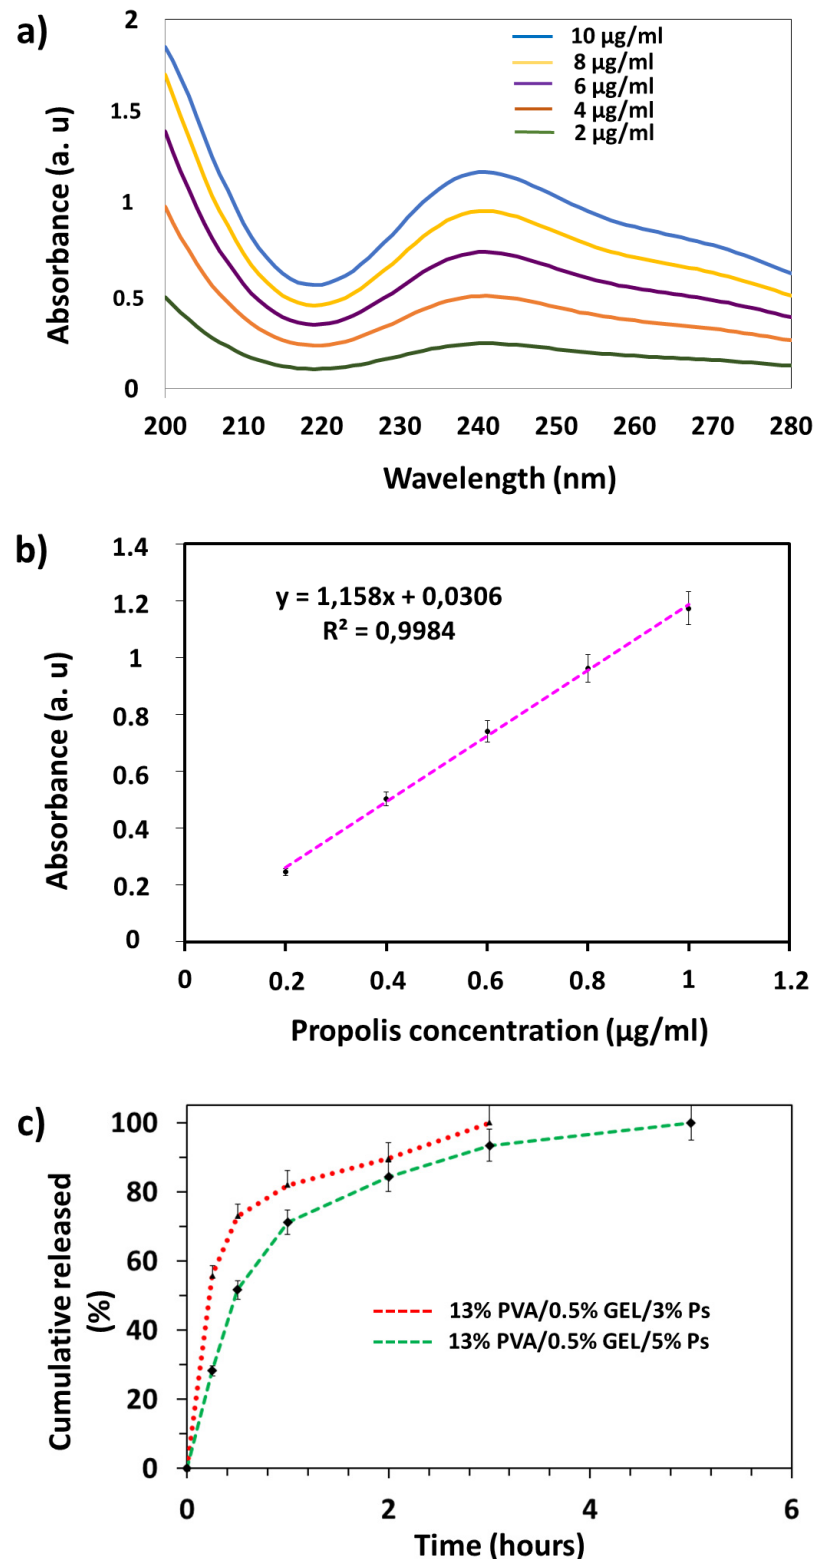 a)
2
1.5
1
0.5
0
Absorbance (a. u)
10 µg/ml
8 µg/ml
6 µg/ml
4 µg/ml
2 µg/ml
200 210 220 230 240 250 260 270 280
Wavelength (nm)
b)
1.4
1.2
1
0.8
0.6
0.4
0.2
0
Absorbance (a. u)
y = 1,158x + 0,0306
R² = 0,9984
0 0.2 0.4 0.6 0.8 1 1.2
Propolis concentration (µg/ml)
c)
100
80
60
40
20
0
Cumulative released
(%)
13% PVA/0.5% GEL/3% Ps
13% PVA/0.5% GEL/5% Ps
0 2 4 6
Time (hours)